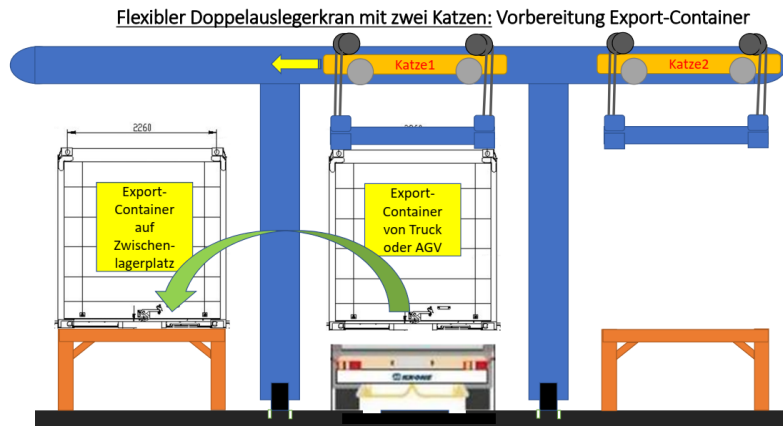 Flexibler Doppelauslegerkran mit zwei Katzen: Vorbereitung Export-Container
Katze1
Katze2
2260
Export-
Container
auf
Zwischen-
lagerplatz
Export-
Container
von Truck
oder AGV
KRONE